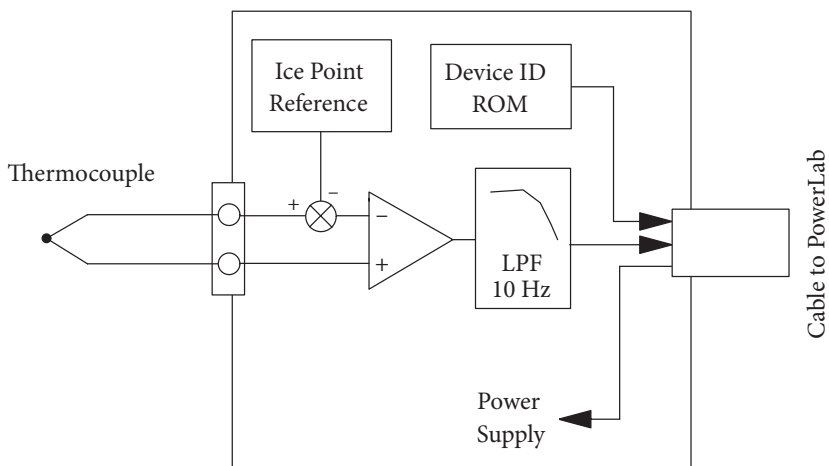 Ice Point
Reference
Device ID
ROM
Thermocouple
+
−
−
+
LPF
10 Hz
Cable to PowerLab
Power
Supply